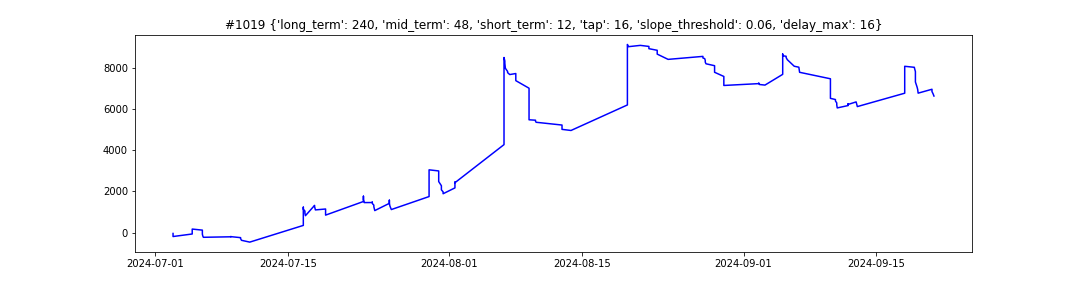 #1019 {'long_term': 240, 'mid_term': 48, 'short_term': 12, 'tap': 16, 'slope_threshold': 0.06, 'delay_max': 16}
8000
6000
4000
2000
0
2024-07-01 2024-07-15 2024-08-01 2024-08-15 2024-09-01 2024-09-15